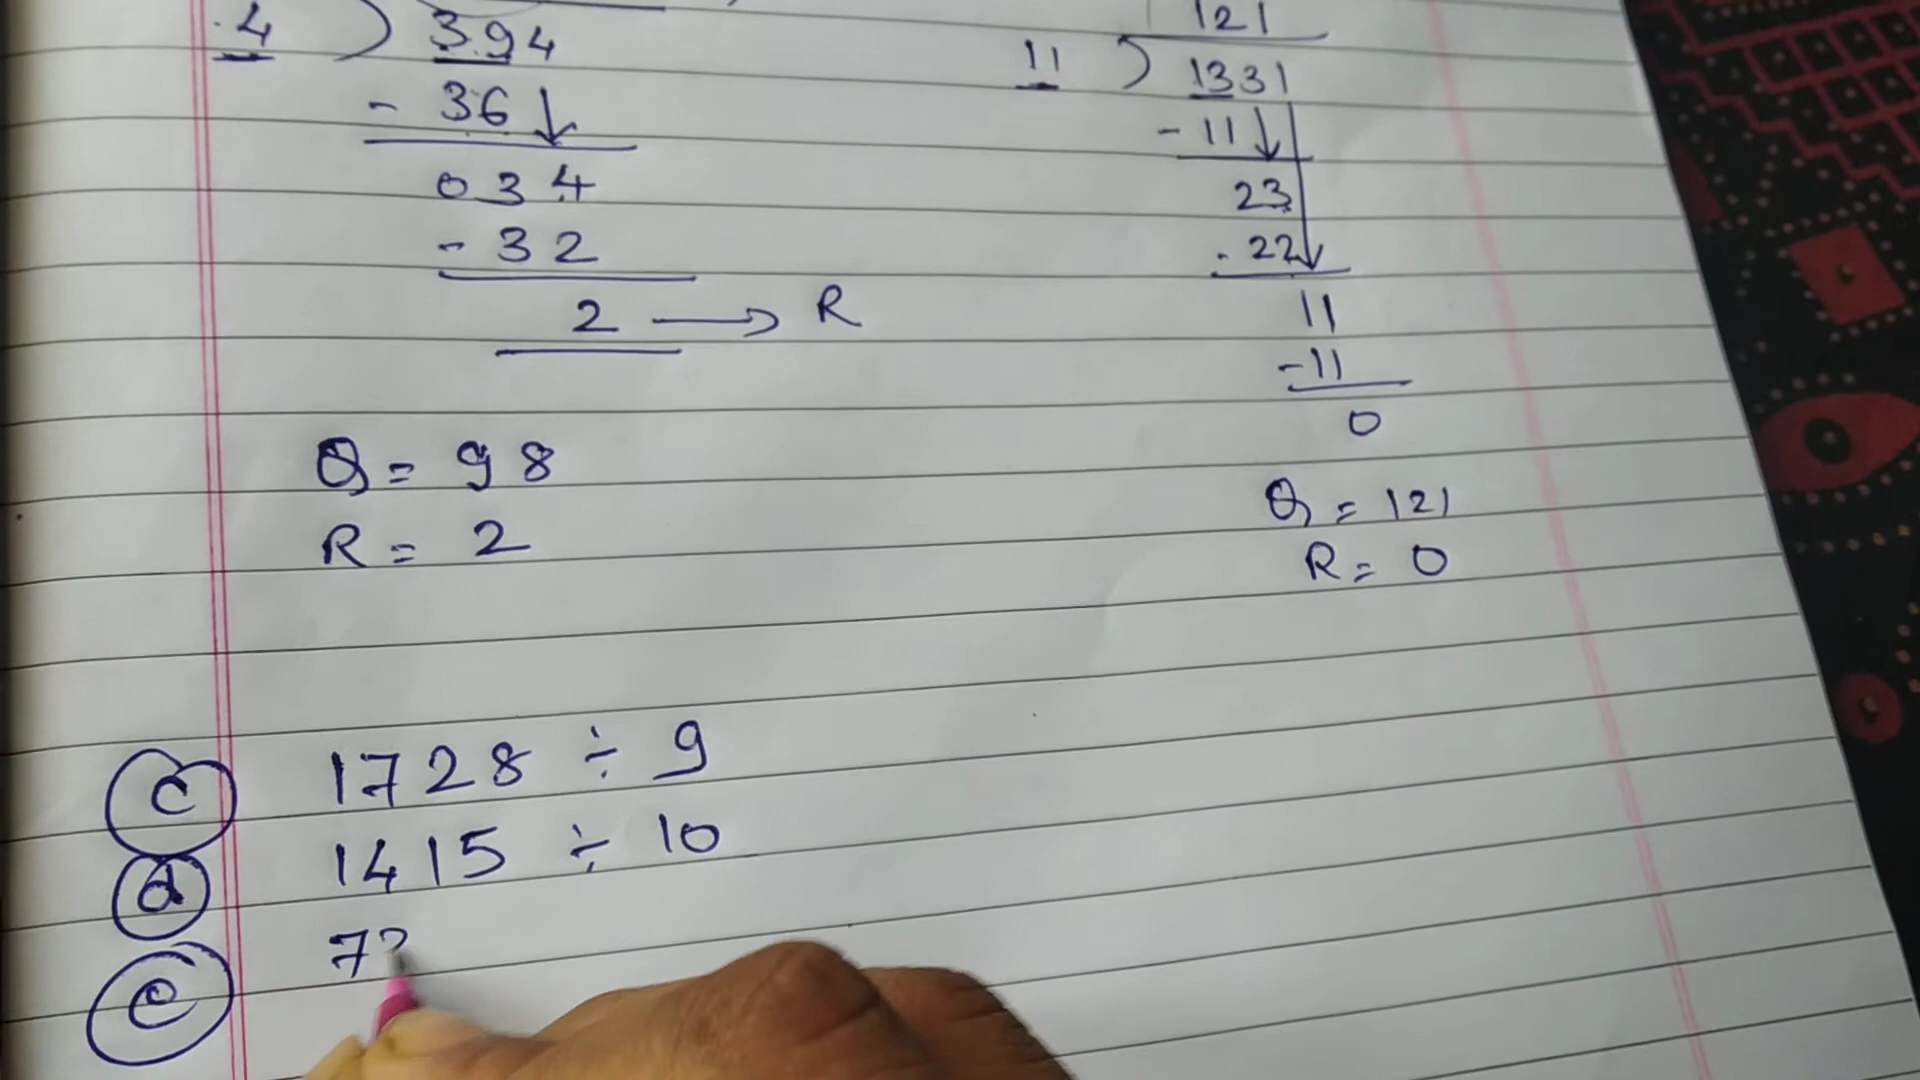 4 ) 394
- 36
034
- 32
2 → R
Q = 98
R = 2
121
11 ) 1331
- 11
23
- 22
11
- 11
0
Q = 121
R = 0
c 1728 ÷ 9
d 1415 ÷ 10
e 7